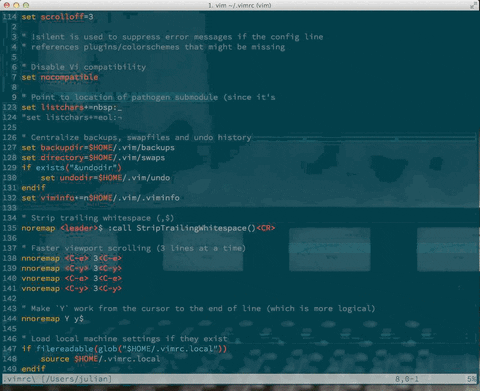 1. vim ~/.vimrc (vim)
114 set scrolloff=3
2
3 " Isilent is used to suppress error messages if the config line
4 " references plugins/colorschemes that might be missing
5
6 " Disable Vi compatibility
7 set nocompatible
8
9 " Point to location of pathogen submodule (since it's
123 set listchars+=nbsp:_
124 "set listchars+=eol:¬
125
126 " Centralize backups, swapfiles and undo history
127 set backupdir=$HOME/.vim/backups
128 set directory=$HOME/.vim/swaps
129 if exists("&undodir")
130 set undodir=$HOME/.vim/undo
131 endif
132 set viminfo+=n$HOME/.vim/.viminfo
133
134 " Strip trailing whitespace (,$)
135 noremap <leader>$ :call StripTrailingWhitespace()<CR>
136
137 " Faster viewport scrolling (3 lines at a time)
138 nnoremap <C-e> 3<C-e>
139 nnoremap <C-y> 3<C-y>
140 vnoremap <C-e> 3<C-e>
141 vnoremap <C-y> 3<C-y>
142
143 " Make `Y` work from the cursor to the end of line (which is more logical)
144 nnoremap Y y$
145
146 " Load local machine settings if they exist
147 if filereadable(glob("$HOME/.vimrc.local"))
148 source $HOME/.vimrc.local
149 endif
.vimrc\ [/Users/julian] 8,0-1 5%